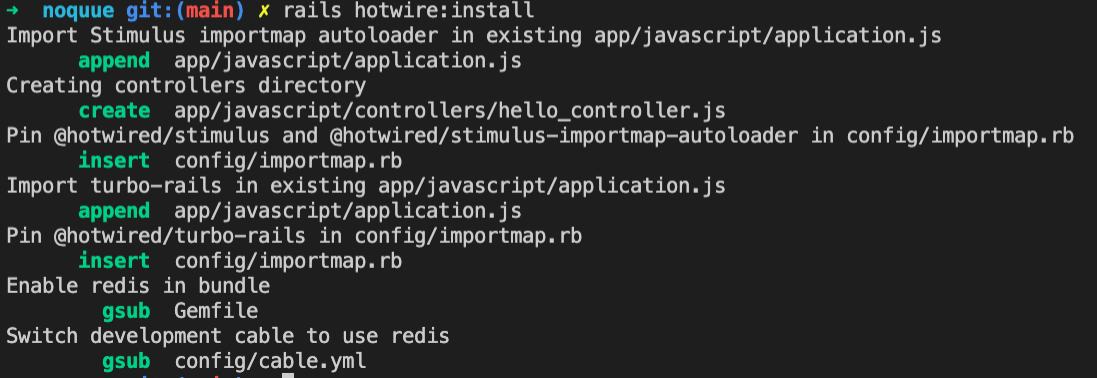 ➜  noquue git:(main) ✗ rails hotwire:install
Import Stimulus importmap autoloader in existing app/javascript/application.js
      append  app/javascript/application.js
Creating controllers directory
      create  app/javascript/controllers/hello_controller.js
Pin @hotwired/stimulus and @hotwired/stimulus-importmap-autoloader in config/importmap.rb
      insert  config/importmap.rb
Import turbo-rails in existing app/javascript/application.js
      append  app/javascript/application.js
Pin @hotwired/turbo-rails in config/importmap.rb
      insert  config/importmap.rb
Enable redis in bundle
        gsub  Gemfile
Switch development cable to use redis
        gsub  config/cable.yml